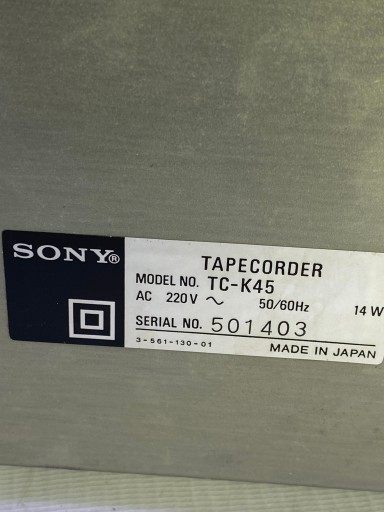 SONY®
TAPECORDER
MODEL NO. TC-K45
AC 220V ~ 50/60Hz 14W
SERIAL NO. 501403
3-561-130-01
MADE IN JAPAN